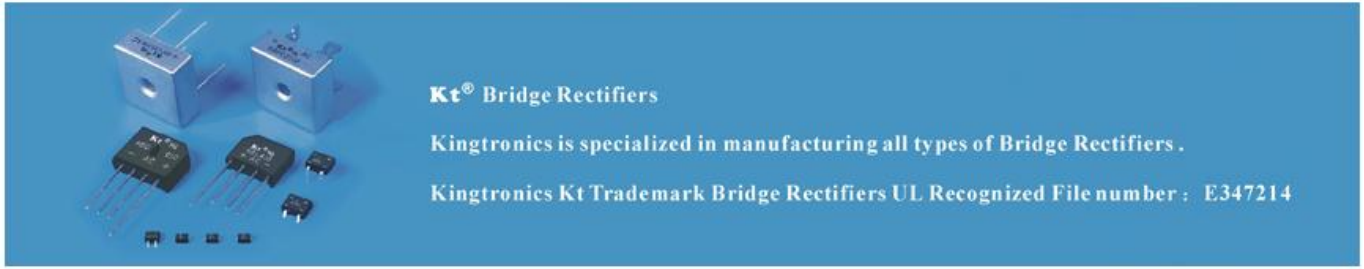 Kt® Bridge Rectifiers
Kingtronics is specialized in manufacturing all types of Bridge Rectifiers .
Kingtronics Kt Trademark Bridge Rectifiers UL Recognized File number : E347214
Kt®